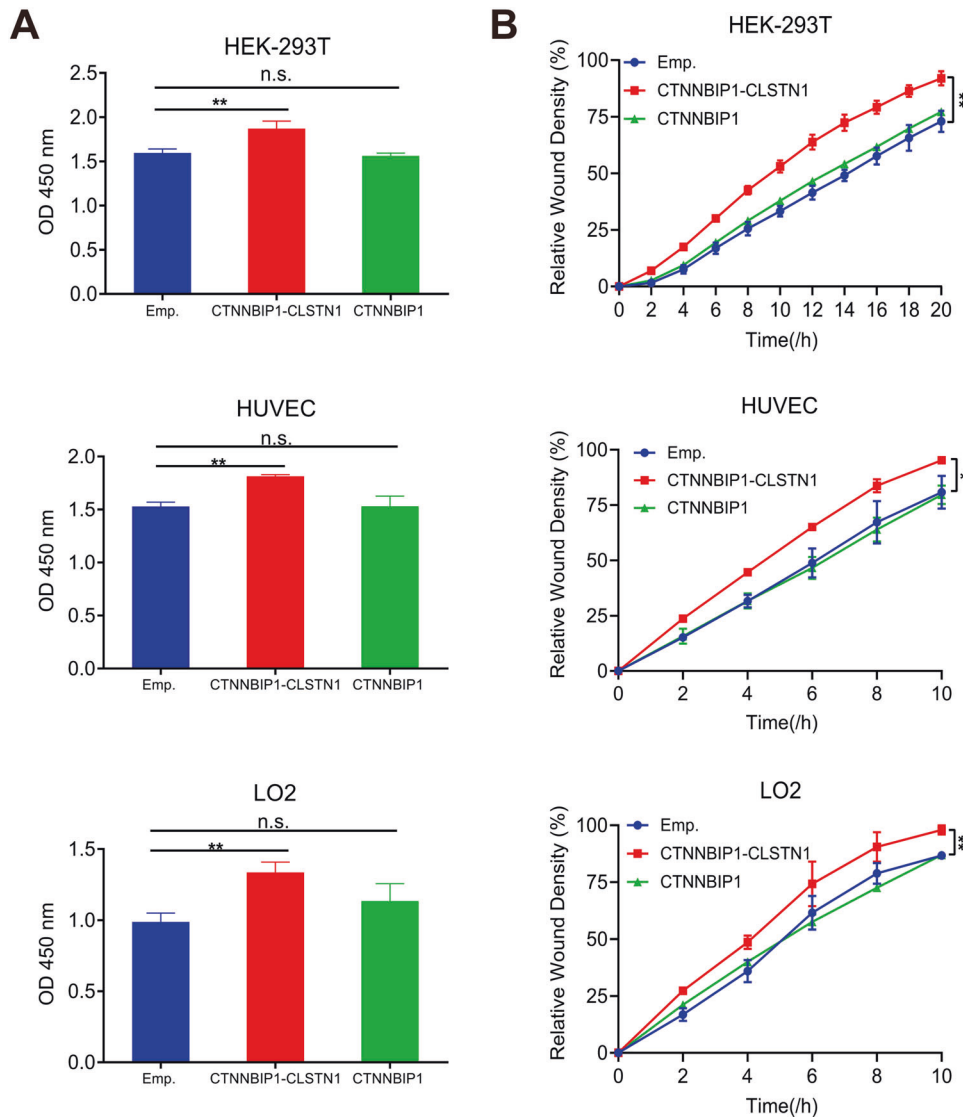 A
HEK-293T
n.s.
**
2.5
2.0
1.5
1.0
0.5
0.0
OD 450 nm
Emp.
CTNNBIP1-CLSTN1
CTNNBIP1
B
HEK-293T
Emp.
CTNNBIP1-CLSTN1
CTNNBIP1
**
100
75
50
25
0
Relative Wound Density (%)
0 2 4 6 8 10 12 14 16 18 20
Time(/h)
HUVEC
n.s.
**
2.0
1.5
1.0
0.5
0.0
OD 450 nm
Emp.
CTNNBIP1-CLSTN1
CTNNBIP1
HUVEC
Emp.
CTNNBIP1-CLSTN1
CTNNBIP1
*
100
75
50
25
0
Relative Wound Density (%)
0 2 4 6 8 10
Time(/h)
LO2
n.s.
**
1.5
1.0
0.5
0.0
OD 450 nm
Emp.
CTNNBIP1-CLSTN1
CTNNBIP1
LO2
Emp.
CTNNBIP1-CLSTN1
CTNNBIP1
**
100
75
50
25
0
Relative Wound Density (%)
0 2 4 6 8 10
Time(/h)